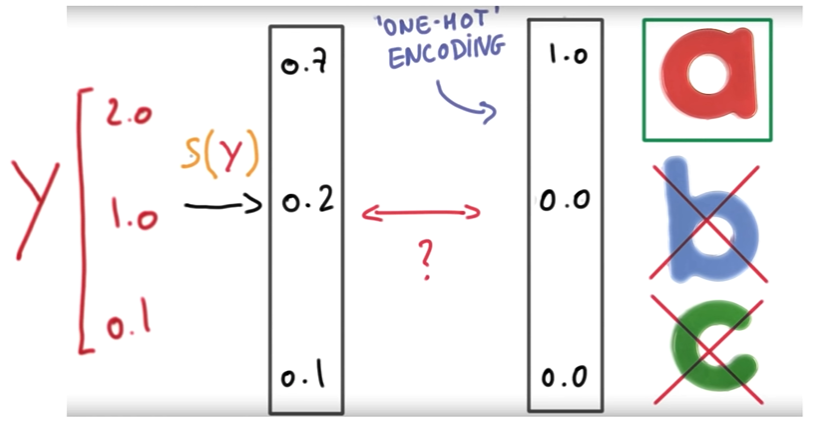 Y
2.0
1.0
0.1
S(Y)
0.7
0.2
0.1
?
'ONE-HOT'
ENCODING
1.0
0.0
0.0
a
b
c